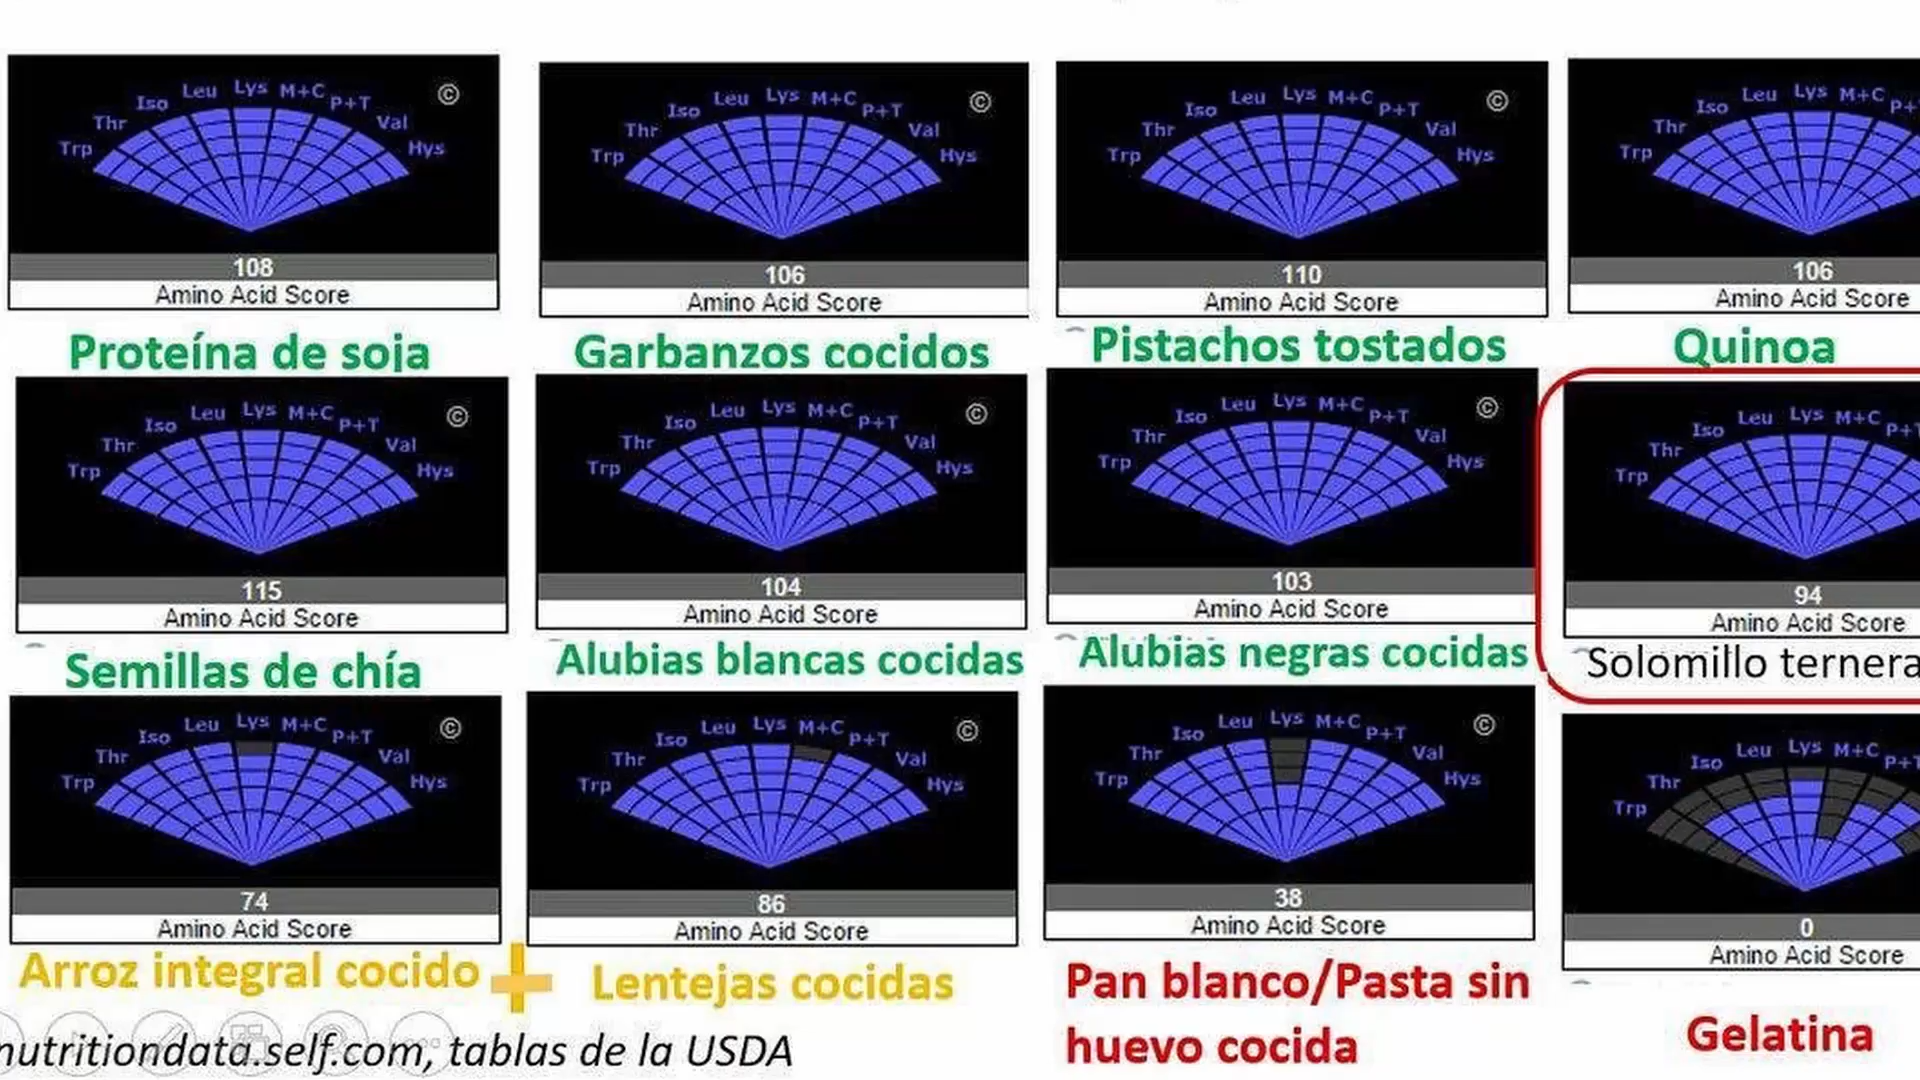 Trp Thr Iso Leu Lys M+C P+T Val Hys ©
108
Amino Acid Score
Proteína de soja
Trp Thr Iso Leu Lys M+C P+T Val Hys ©
106
Amino Acid Score
Garbanzos cocidos
Trp Thr Iso Leu Lys M+C P+T Val Hys ©
110
Amino Acid Score
Pistachos tostados
Trp Thr Iso Leu Lys M+C P+
106
Amino Acid Score
Quinoa
Trp Thr Iso Leu Lys M+C P+T Val Hys ©
115
Amino Acid Score
Semillas de chía
Trp Thr Iso Leu Lys M+C P+T Val Hys ©
104
Amino Acid Score
Alubias blancas cocidas
Trp Thr Iso Leu Lys M+C P+T Val Hys ©
103
Amino Acid Score
Alubias negras cocidas
Trp Thr Iso Leu Lys M+C P+T
94
Amino Acid Score
Solomillo ternera
Trp Thr Iso Leu Lys M+C P+T Val Hys ©
74
Amino Acid Score
Arroz integral cocido +
Trp Thr Iso Leu Lys M+C P+T Val Hys ©
86
Amino Acid Score
Lentejas cocidas
Trp Thr Iso Leu Lys M+C P+T Val Hys ©
38
Amino Acid Score
Pan blanco/Pasta sin
huevo cocida
Trp Thr Iso Leu Lys M+C P+T
0
Amino Acid Score
Gelatina
nutritiondata.self.com, tablas de la USDA